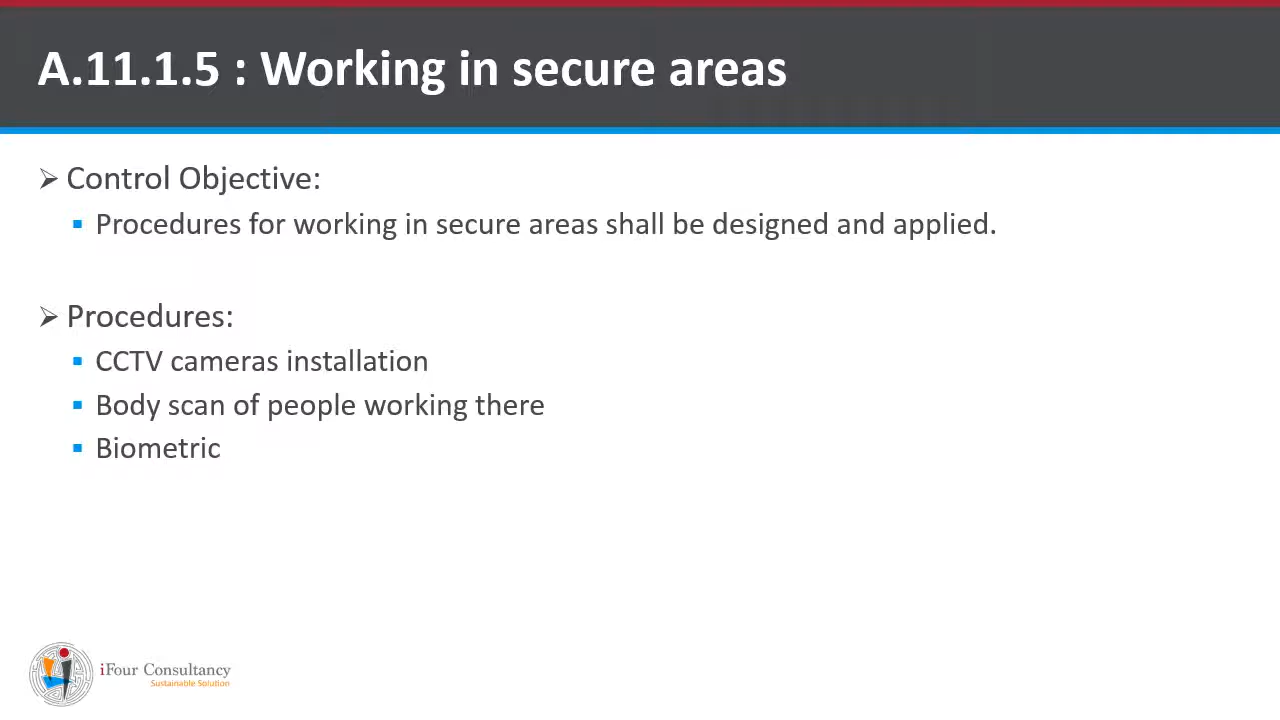 A.11.1.5 : Working in secure areas
Control Objective:
Procedures for working in secure areas shall be designed and applied.
Procedures:
CCTV cameras installation
Body scan of people working there
Biometric
iFour Consultancy
Sustainable Solution